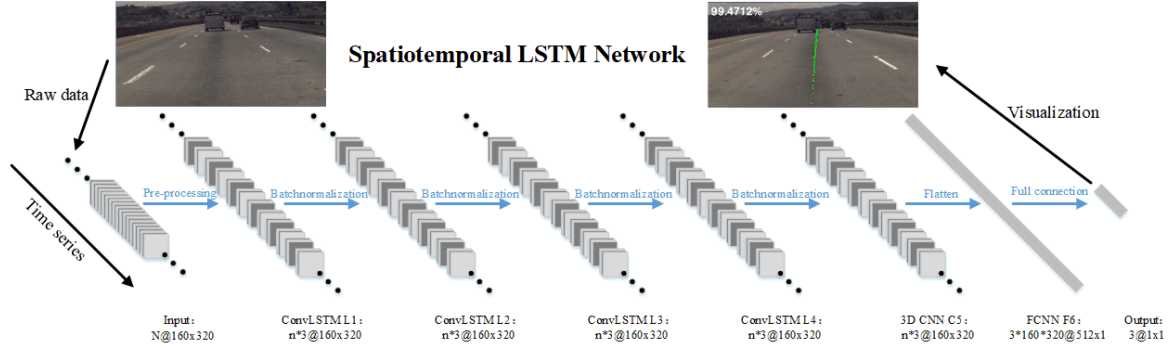 99.4712%
Spatiotemporal LSTM Network
Raw data
Visualization
Time series
Pre-processing
Batchnormalization
Batchnormalization
Batchnormalization
Batchnormalization
Flatten
Full connection
Input:
N@160x320
ConvLSTM L1:
n*3@160x320
ConvLSTM L2:
n*3@160x320
ConvLSTM L3:
n*3@160x320
ConvLSTM L4:
n*3@160x320
3D CNN C5:
n*3@160x320
FCNN F6:
3*160*320@512x1
Output:
3@1x1